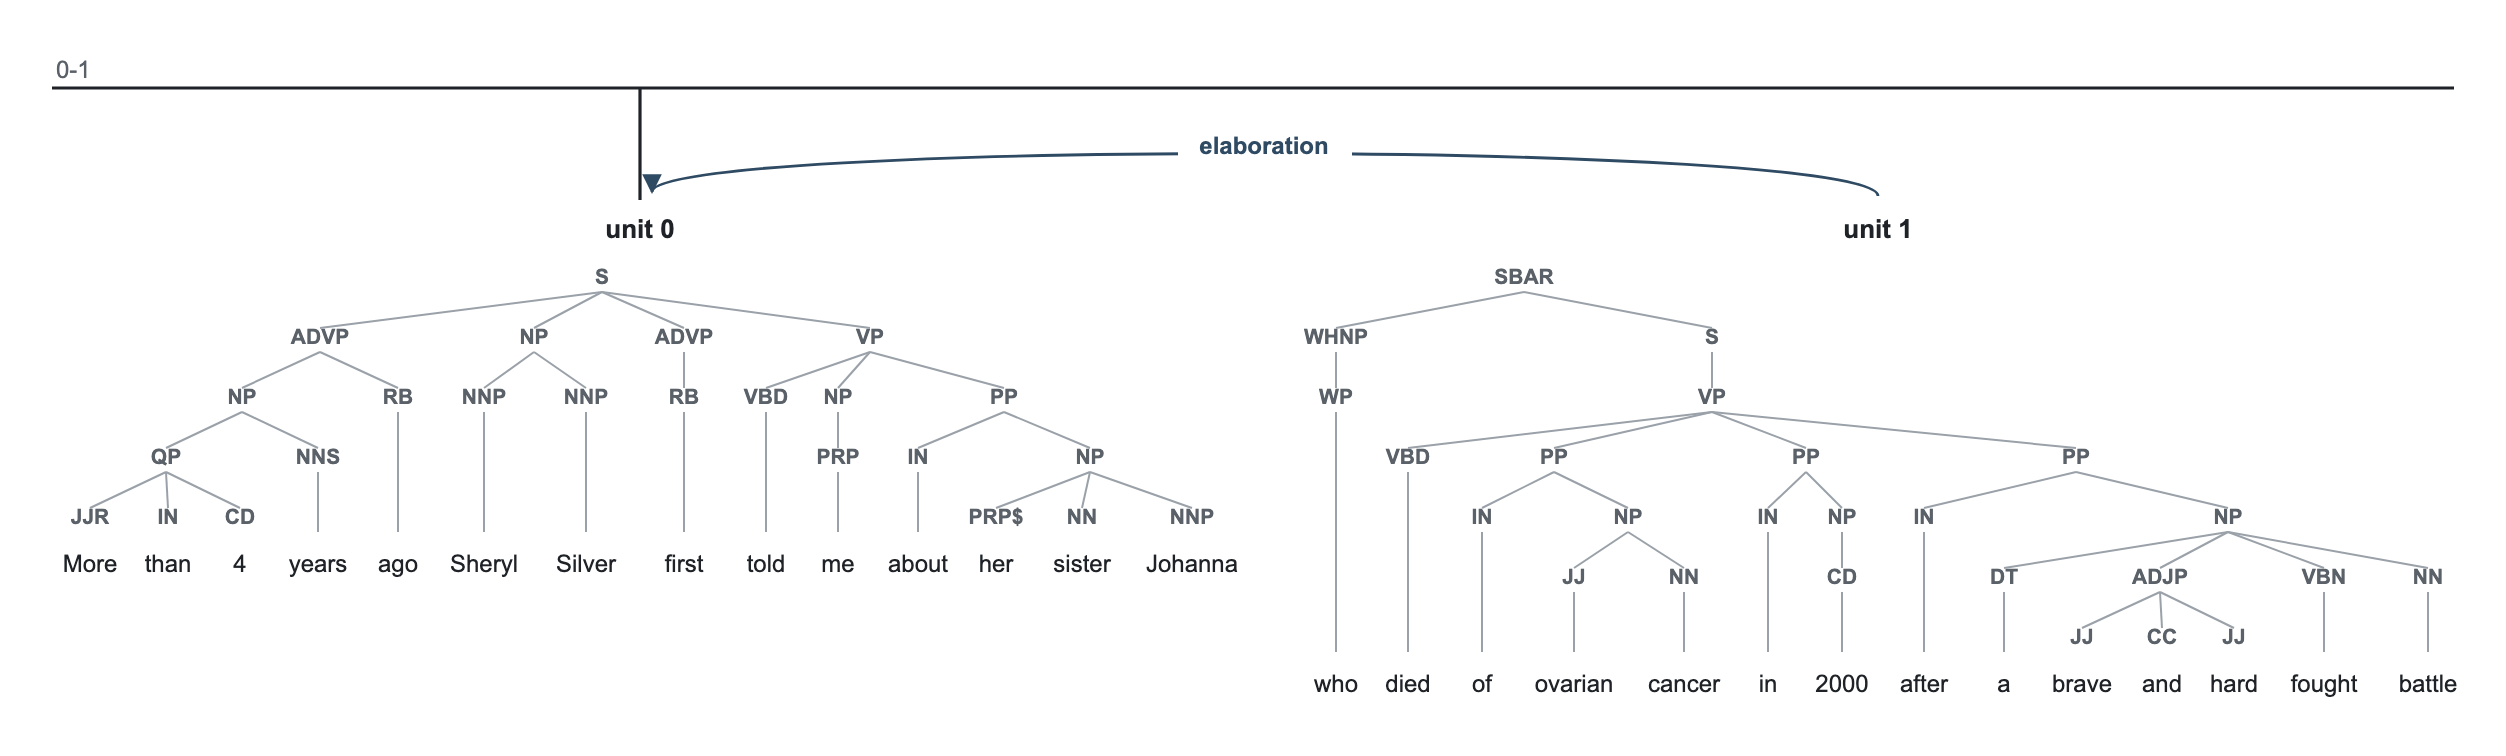 0-1
elaboration
unit 0 unit 1
S SBAR
ADVP NP ADVP VP WHNP S
NP RB NNP NNP RB VBD NP PP WP VP
QP NNS PRP IN NP VBD PP PP PP
JJR IN CD PRP$ NN NNP IN NP IN NP IN NP
More than 4 years ago Sheryl Silver first told me about her sister Johanna
JJ NN CD DT ADJP VBN NN
JJ CC JJ
who died of ovarian cancer in 2000 after a brave and hard fought battle